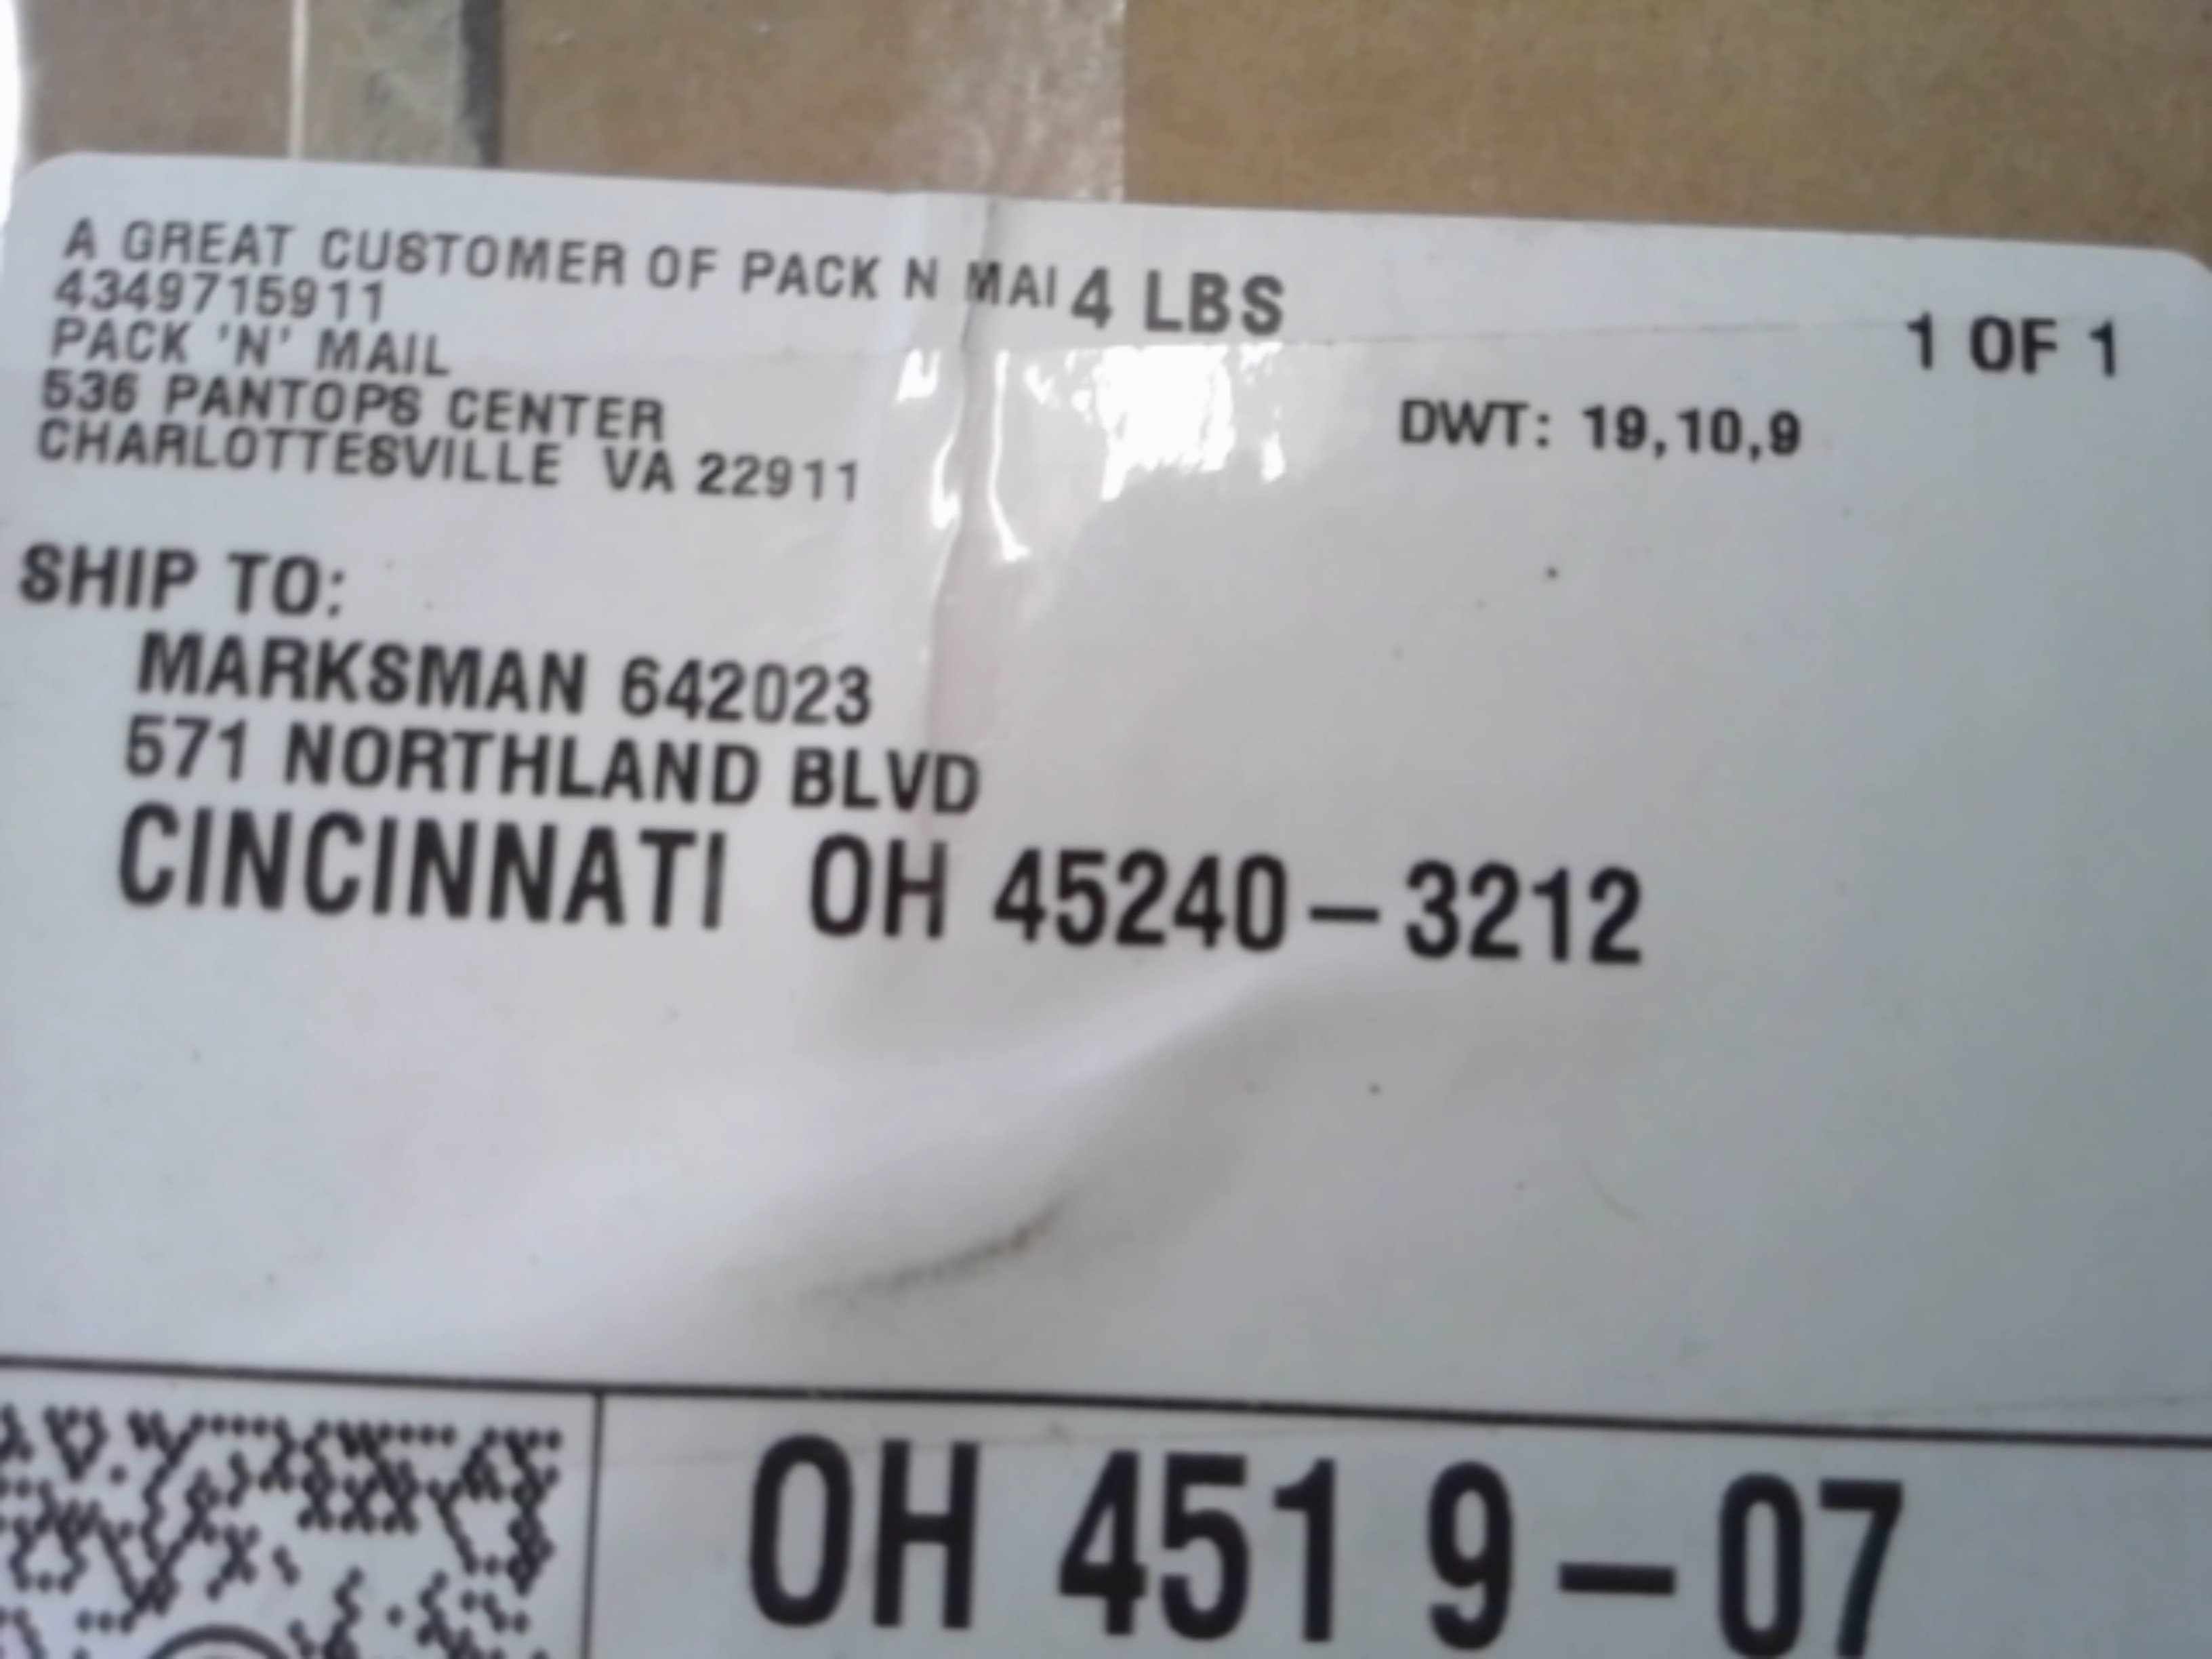 A GREAT CUSTOMER OF PACK N MAI 4 LBS
1 OF 1
4349715911
PACK 'N' MAIL
536 PANTOPS CENTER
DWT: 19,10,9
CHARLOTTESVILLE VA 22911
SHIP TO:
MARKSMAN 642023
571 NORTHLAND BLVD
CINCINNATI OH 45240-3212
OH 451 9-07